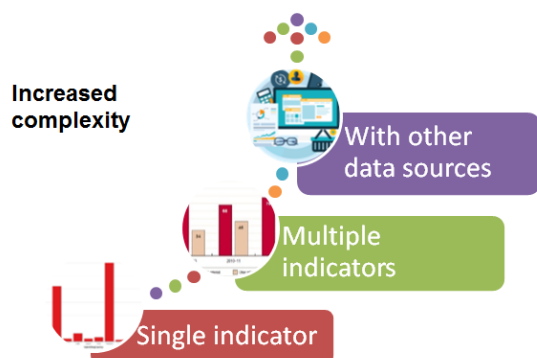 Increased
complexity
With other
data sources
Multiple
indicators
Single indicator